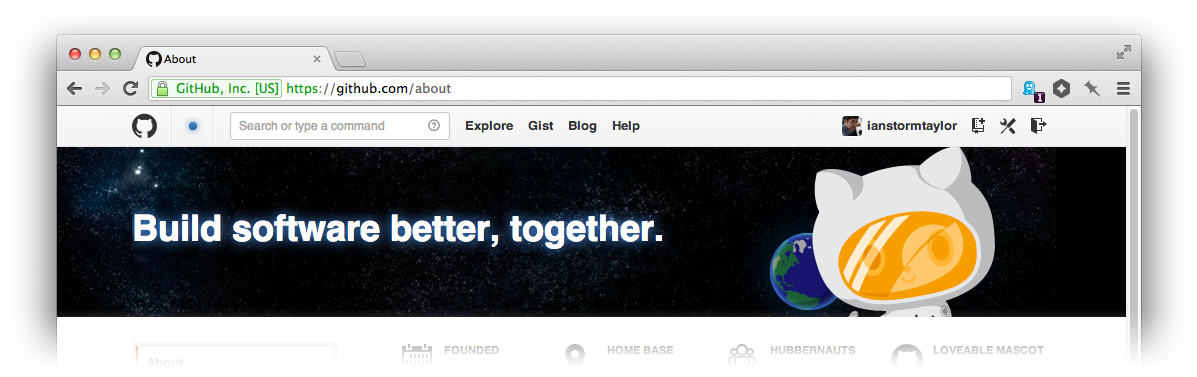 About
GitHub, Inc. [US] https://github.com/about
1
Search or type a command
Explore Gist Blog Help
ianstormtaylor
Build software better, together.
About
FOUNDED
HOME BASE
HUBBERNAUTS
LOVEABLE MASCOT